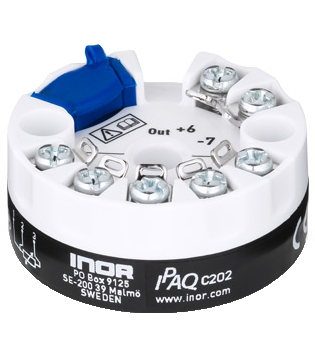 Out +6
-7
INOR
PO Box 9125
SE-200 39 Malmö
SWEDEN
IPAQ C202
www.inor.com